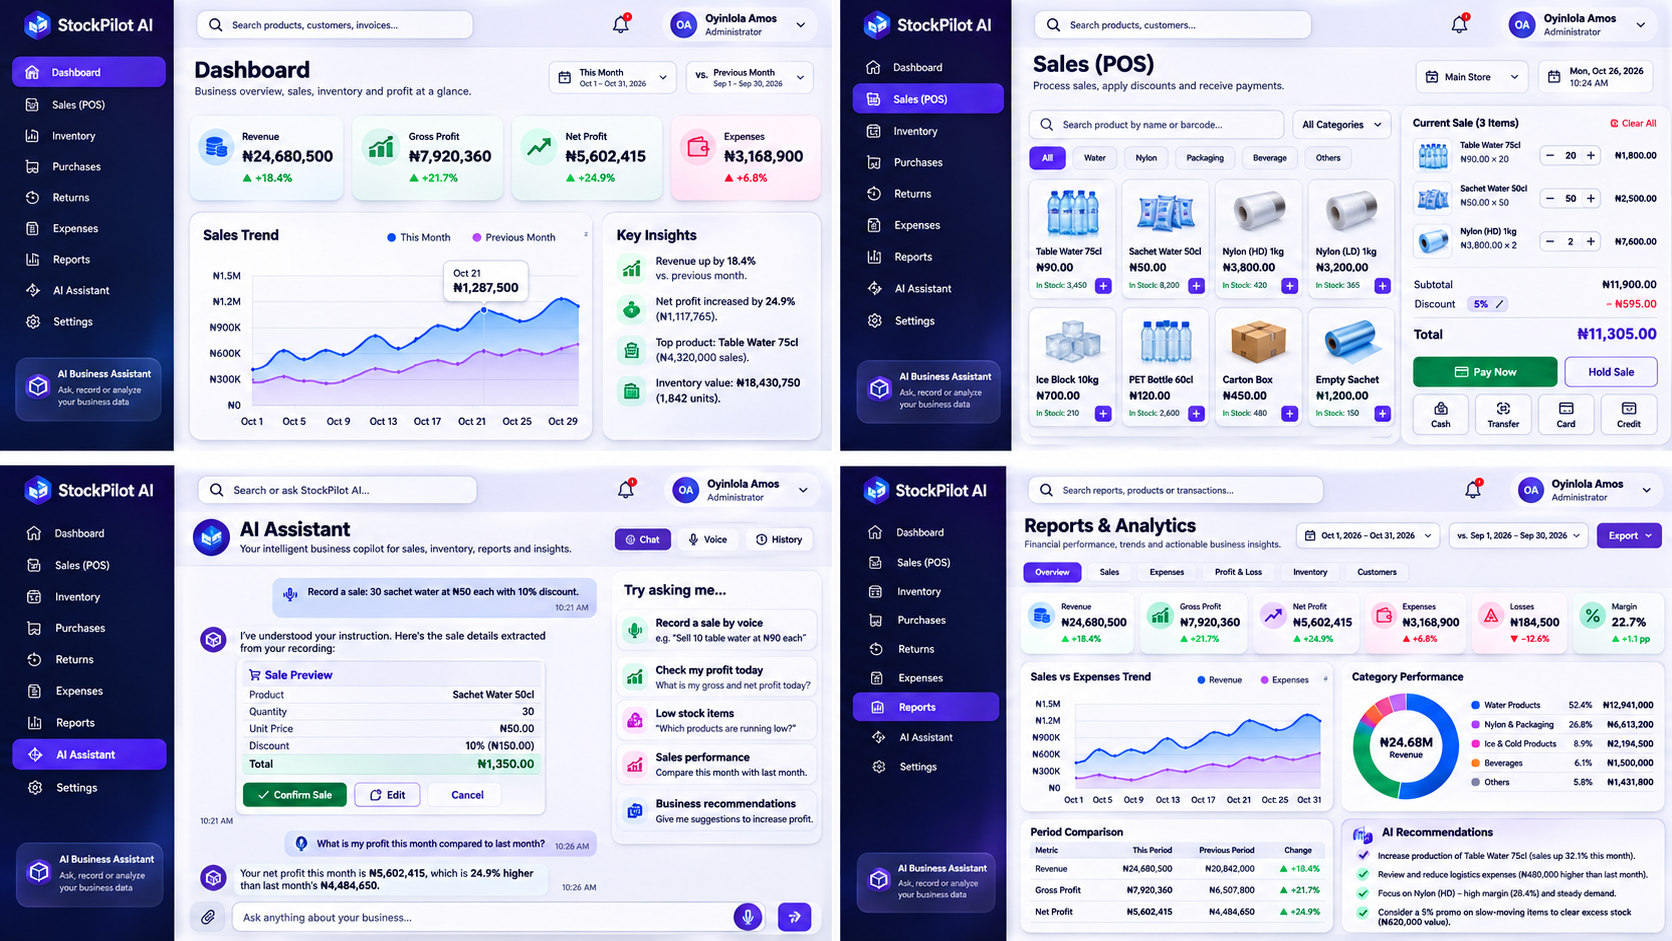 StockPilot AI
Dashboard
Sales (POS)
Inventory
Purchases
Returns
Expenses
Reports
AI Assistant
Settings
AI Business Assistant
Ask, record or analyze
your business data
Search products, customers, invoices...
OA
Oyinlola Amos
Administrator
Dashboard
Business overview, sales, inventory and profit at a glance.
This Month
Oct 1 – Oct 31, 2026
vs. Previous Month
Sep 1 – Sep 30, 2026
Revenue
₦24,680,500
▲ +18.4%
Gross Profit
₦7,920,360
▲ +21.7%
Net Profit
₦5,602,415
▲ +24.9%
Expenses
₦3,168,900
▲ +6.8%
Sales Trend
This Month
Previous Month
Oct 21
₦1,287,500
₦1.5M
₦1.2M
₦900K
₦600K
₦300K
₦0
Oct 1 Oct 5 Oct 9 Oct 13 Oct 17 Oct 21 Oct 25 Oct 29
Key Insights
Revenue up by 18.4%
vs. previous month.
Net profit increased by 24.9%
(₦1,117,765).
Top product: Table Water 75cl
(₦4,320,000 sales).
Inventory value: ₦18,430,750
(1,842 units).
StockPilot AI
Dashboard
Sales (POS)
Inventory
Purchases
Returns
Expenses
Reports
AI Assistant
Settings
AI Business Assistant
Ask, record or analyze
your business data
Search products, customers...
OA
Oyinlola Amos
Administrator
Sales (POS)
Process sales, apply discounts and receive payments.
Main Store
Mon, Oct 26, 2026
10:24 AM
Search product by name or barcode...
All Categories
All Water Nylon Packaging Beverage Others
Table Water 75cl
₦90.00
In Stock: 3,450 +
Sachet Water 50cl
₦50.00
In Stock: 8,200 +
Nylon (HD) 1kg
₦3,800.00
In Stock: 420 +
Nylon (LD) 1kg
₦3,200.00
In Stock: 365 +
Ice Block 10kg
₦700.00
In Stock: 210 +
PET Bottle 60cl
₦120.00
In Stock: 2,600 +
Carton Box
₦450.00
In Stock: 480 +
Empty Sachet
₦1,200.00
In Stock: 150 +
Current Sale (3 Items)
Clear All
Table Water 75cl
₦90.00 × 20
− 20 +
₦1,800.00
Sachet Water 50cl
₦50.00 × 50
− 50 +
₦2,500.00
Nylon (HD) 1kg
₦3,800.00 × 2
− 2 +
₦7,600.00
Subtotal ₦11,900.00
Discount 5% − ₦595.00
Total ₦11,305.00
Pay Now
Hold Sale
Cash
Transfer
Card
Credit
StockPilot AI
Dashboard
Sales (POS)
Inventory
Purchases
Returns
Expenses
Reports
AI Assistant
Settings
AI Business Assistant
Ask, record or analyze
your business data
Search or ask StockPilot AI...
OA
Oyinlola Amos
Administrator
AI Assistant
Your intelligent business copilot for sales, inventory, reports and insights.
Chat
Voice
History
Record a sale: 30 sachet water at ₦50 each with 10% discount.
10:21 AM
I've understood your instruction. Here's the sale details extracted
from your recording:
Sale Preview
Product Sachet Water 50cl
Quantity 30
Unit Price ₦50.00
Discount 10% (₦150.00)
Total ₦1,350.00
Confirm Sale
Edit
Cancel
10:21 AM
What is my profit this month compared to last month?
10:26 AM
Your net profit this month is ₦5,602,415, which is 24.9% higher
than last month's ₦4,484,650.
10:26 AM
Ask anything about your business...
Try asking me...
Record a sale by voice
e.g. “Sell 10 table water at ₦90 each”
Check my profit today
What is my gross and net profit today?
Low stock items
“Which products are running low?”
Sales performance
Compare this month with last month.
Business recommendations
Give me suggestions to increase profit.
StockPilot AI
Dashboard
Sales (POS)
Inventory
Purchases
Returns
Expenses
Reports
AI Assistant
Settings
AI Business Assistant
Ask, record or analyze
your business data
Search reports, products or transactions...
OA
Oyinlola Amos
Administrator
Reports & Analytics
Financial performance, trends and actionable business insights.
Oct 1, 2026 – Oct 31, 2026
vs. Sep 1, 2026 – Sep 30, 2026
Export
Overview Sales Expenses Profit & Loss Inventory Customers
Revenue
₦24,680,500
▲ +18.4%
Gross Profit
₦7,920,360
▲ +21.7%
Net Profit
₦5,602,415
▲ +24.9%
Expenses
₦3,168,900
▲ +6.8%
Losses
₦184,500
▼ −12.6%
Margin
22.7%
▲ +1.1 pp
Sales vs Expenses Trend
Revenue
Expenses
₦1.5M
₦1.2M
₦900K
₦600K
₦300K
₦0
Oct 1 Oct 5 Oct 9 Oct 13 Oct 17 Oct 21 Oct 25 Oct 31
Category Performance
₦24.68M
Revenue
Water Products 52.4% ₦12,941,000
Nylon & Packaging 26.8% ₦6,613,200
Ice & Cold Products 8.9% ₦2,194,500
Beverages 6.1% ₦1,500,000
Others 5.8% ₦1,431,800
Period Comparison
Metric This Period Previous Period Change
Revenue ₦24,680,500 ₦20,842,000 ▲ +18.4%
Gross Profit ₦7,920,360 ₦6,507,800 ▲ +21.7%
Net Profit ₦5,602,415 ₦4,484,650 ▲ +24.9%
AI Recommendations
Increase production of Table Water 75cl (sales up 32.1% this month).
Review and reduce logistics expenses (₦480,000 higher than last month).
Focus on Nylon (HD) – high margin (28.4%) and steady demand.
Consider a promo on slow-moving items to clear excess stock
(₦620,000 value).